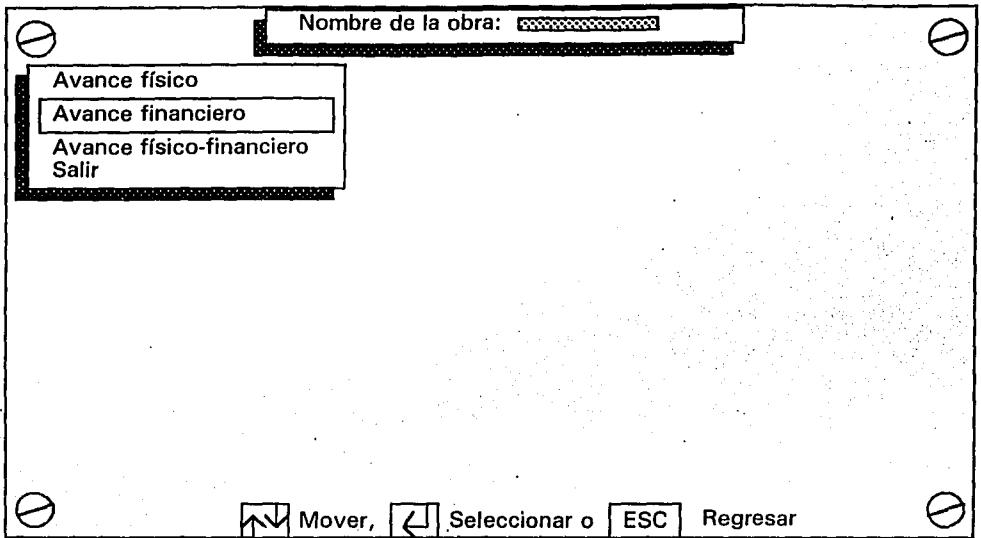 Nombre de la obra:
Avance físico
Avance financiero
Avance físico-financiero
Salir
Mover, Seleccionar o ESC Regresar